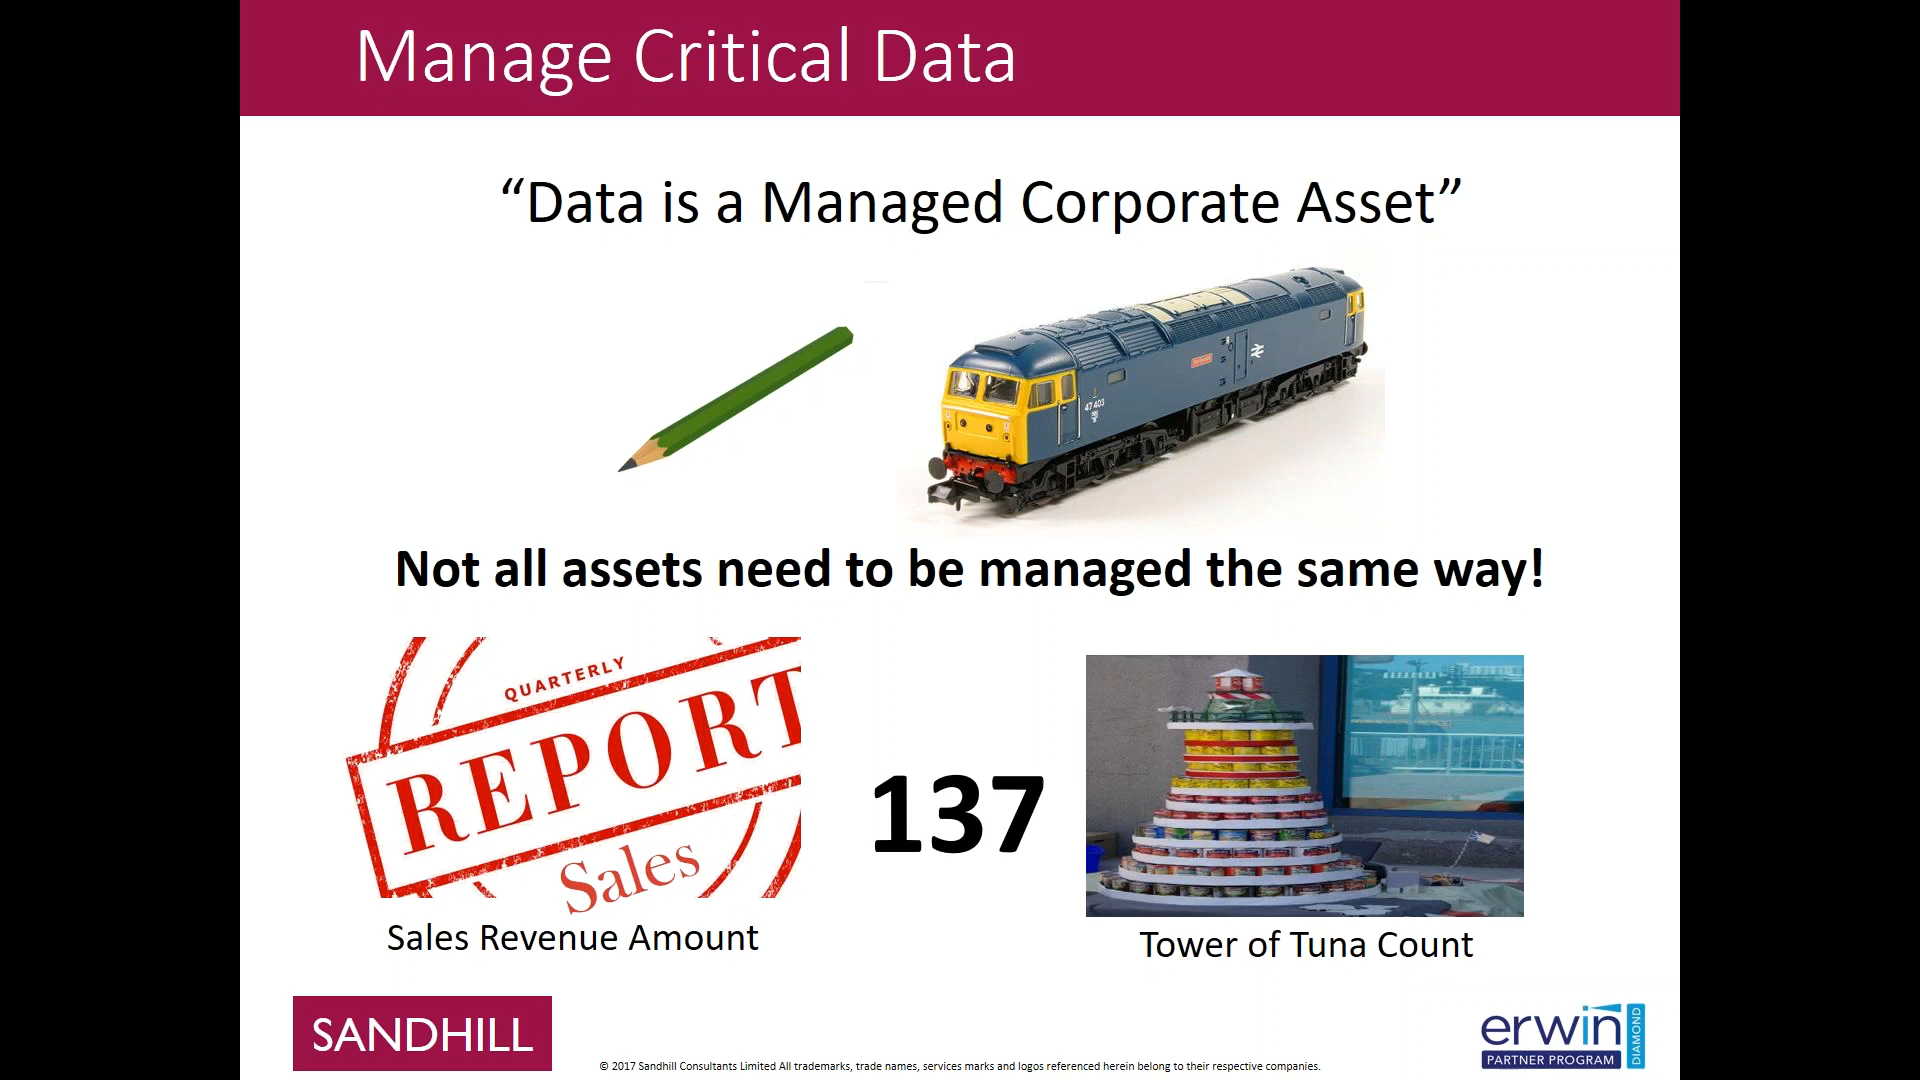 Manage Critical Data
“Data is a Managed Corporate Asset”
47 403
Not all assets need to be managed the same way!
QUARTERLY
REPORT
Sales
137
Sales Revenue Amount
Tower of Tuna Count
SANDHILL
erwin
DIAMOND
PARTNER PROGRAM
© 2017 Sandhill Consultants Limited All trademarks, trade names, services marks and logos referenced herein belong to their respective companies.